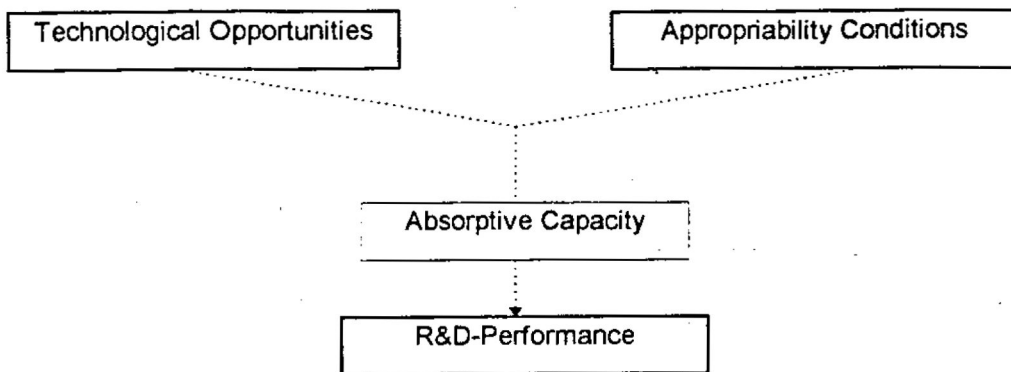 Technological Opportunities
Appropriability Conditions
Absorptive Capacity
R&D-Performance